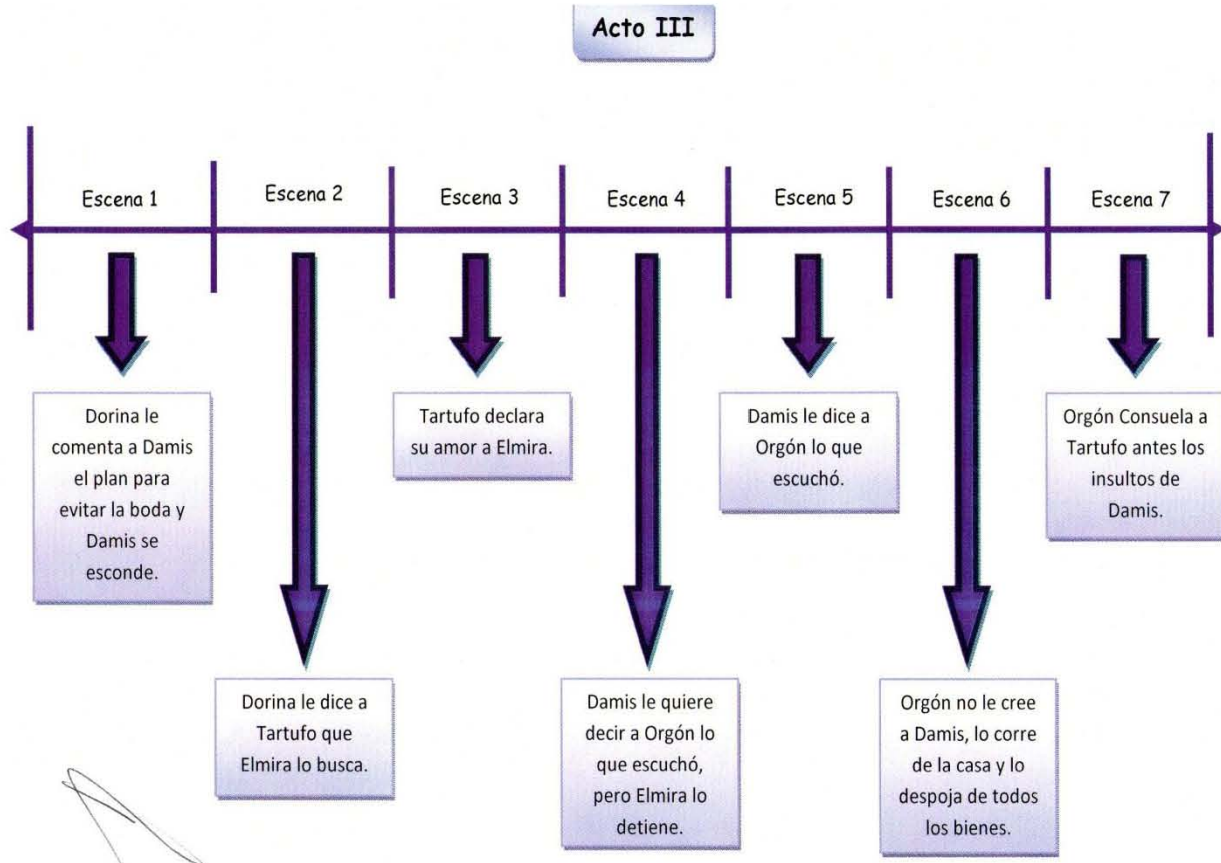 Acto III
Escena 1
Escena 2
Escena 3
Escena 4
Escena 5
Escena 6
Escena 7
Dorina le
comenta a Damis
el plan para
evitar la boda y
Damis se
esconde.
Dorina le dice a
Tartufo que
Elmira lo busca.
Tartufo declara
su amor a Elmira.
Damis le quiere
decir a Orgón lo
que escuchó,
pero Elmira lo
detiene.
Damis le dice a
Orgón lo que
escuchó.
Orgón no le cree
a Damis, lo corre
de la casa y lo
despoja de todos
los bienes.
Orgón Consuela a
Tartufo antes los
insultos de
Damis.